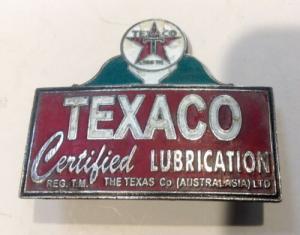 TEXACO
T
TEXACO
Certified LUBRICATION
REG. T.M. THE TEXAS Co (AUSTRALASIA) LTD